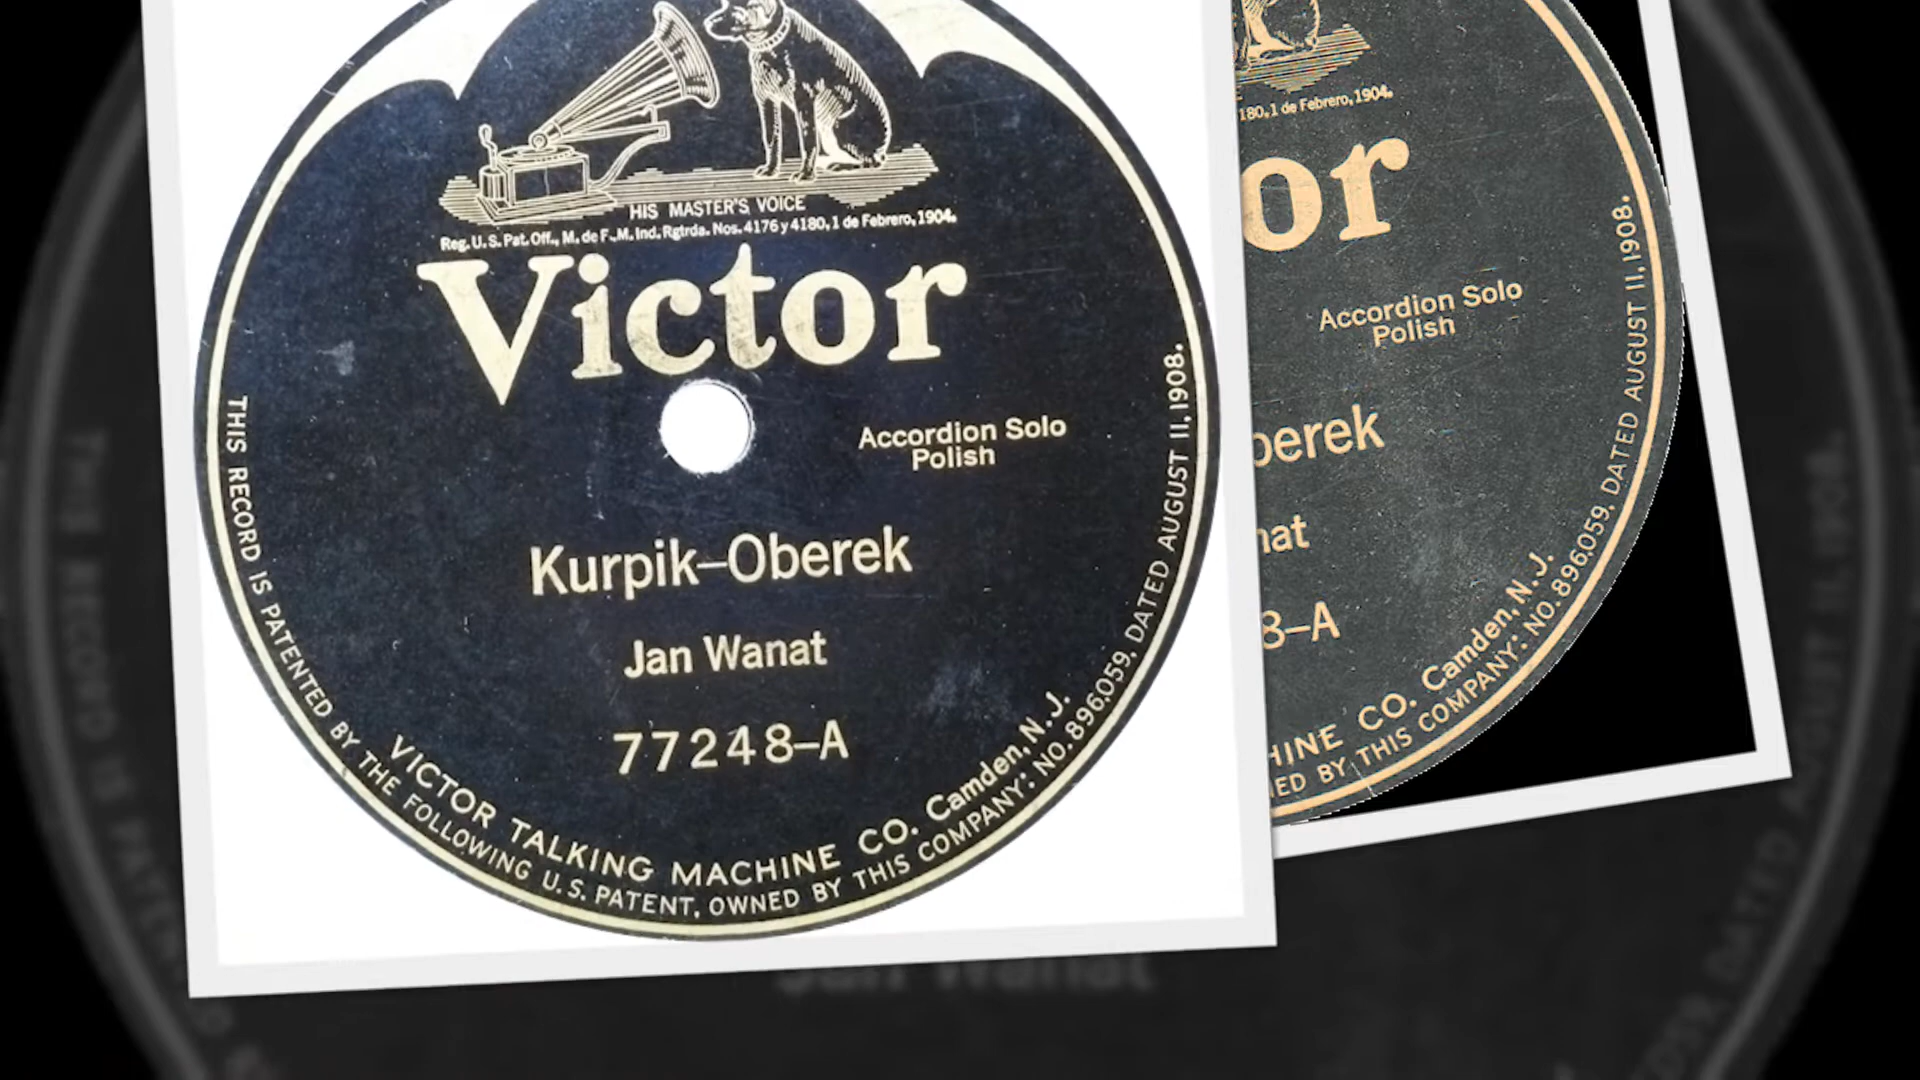 HIS MASTER'S VOICE
Reg. U.S. Pat. Off., M. de F., M. Ind. Rgtrda. Nos. 4176 y 4180, 1 de Febrero, 1904.
Victor
Accordion Solo
Polish
Kurpik–Oberek
Jan Wanat
77248–A
VICTOR TALKING MACHINE CO. Camden, N.J.
THIS RECORD IS PATENTED BY THE FOLLOWING U.S. PATENT, OWNED BY THIS COMPANY: NO. 896,059, DATED AUGUST 11, 1908.
180, 1 de Febrero, 1904.
or
Accordion Solo
Polish
berek
nat
8–A
HINE CO. Camden, N.J.
ED BY THIS COMPANY: NO. 896,059, DATED AUGUST 11, 1908.
Jan Wanat